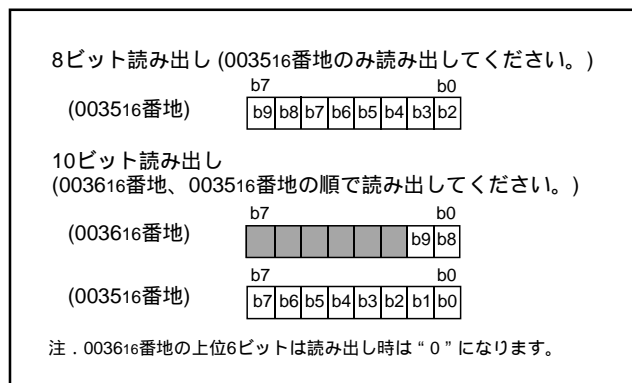 8ビット読み出し (003516番地のみ読み出してください。)
b7 b0
(003516番地) b9 b8 b7 b6 b5 b4 b3 b2
10ビット読み出し
(003616番地、003516番地の順で読み出してください。)
b7 b0
(003616番地) b9 b8
b7 b0
(003516番地) b7 b6 b5 b4 b3 b2 b1 b0
注．003616番地の上位6ビットは読み出し時は “ 0 ” になります。